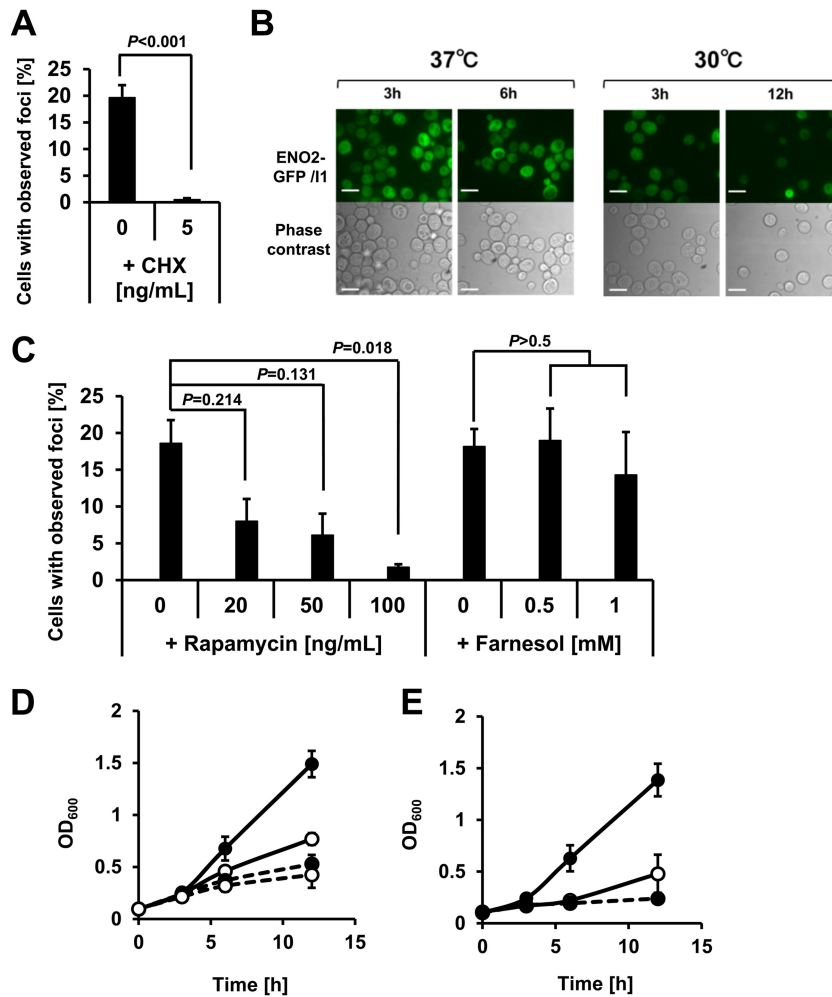 A
P<0.001
Cells with observed foci [%]
25
20
15
10
5
0
0 5
+ CHX
[ng/mL]
B
37℃ 30℃
3h 6h 3h 12h
ENO2-
GFP /I1
Phase
contrast
C
P=0.018
P=0.131
P=0.214
P>0.5
Cells with observed foci [%]
25
20
15
10
5
0
0 20 50 100 0 0.5 1
+ Rapamycin [ng/mL] + Farnesol [mM]
D
OD600
2
1.5
1
0.5
0
0 5 10 15
Time [h]
E
OD600
2
1.5
1
0.5
0
0 5 10 15
Time [h]